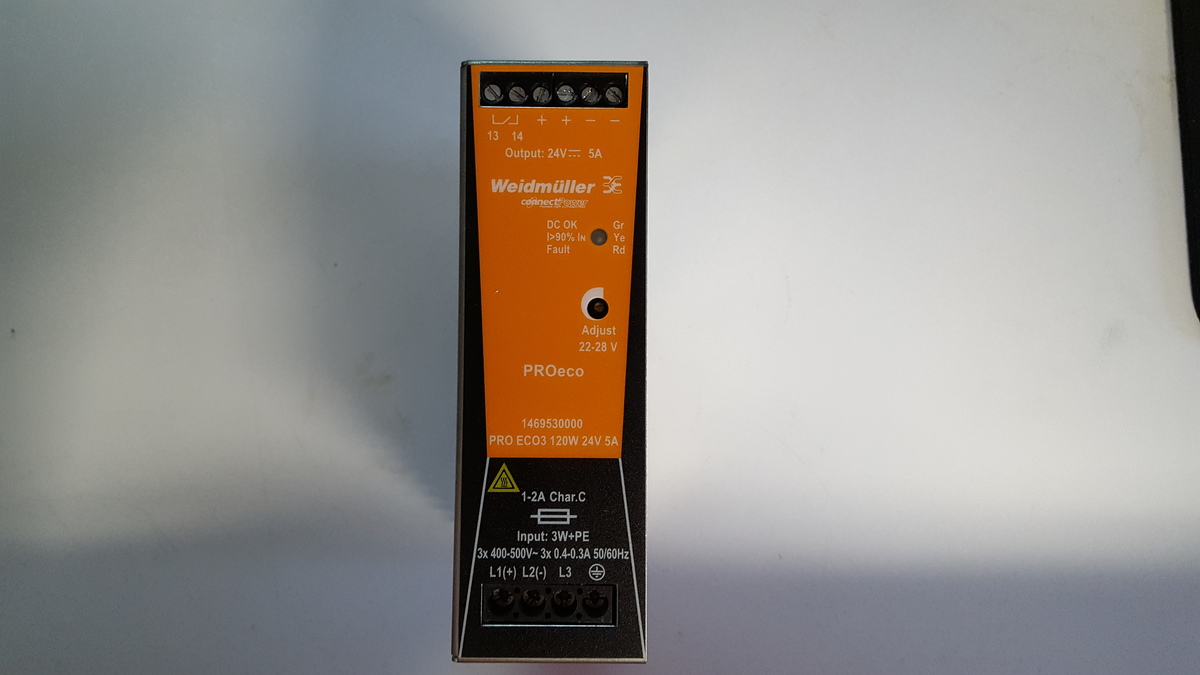 + + − −
13 14
Output: 24V⎓ 5A
Weidmüller
connectPower
DC OK Gr
I>90% IN Ye
Fault Rd
Adjust
22-28 V
PROeco
1469530000
PRO ECO3 120W 24V 5A
1-2A Char.C
Input: 3W+PE
3x 400-500V~ 3x 0.4-0.3A 50/60Hz
L1(+) L2(-) L3